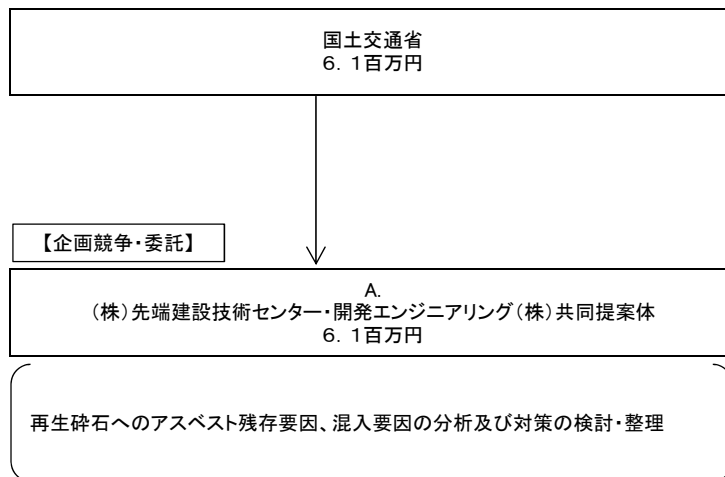 国土交通省
6．1百万円
【企画競争・委託】
A.
（株）先端建設技術センター・開発エンジニアリング（株）共同提案体
6．1百万円
再生砕石へのアスベスト残存要因、混入要因の分析及び対策の検討・整理